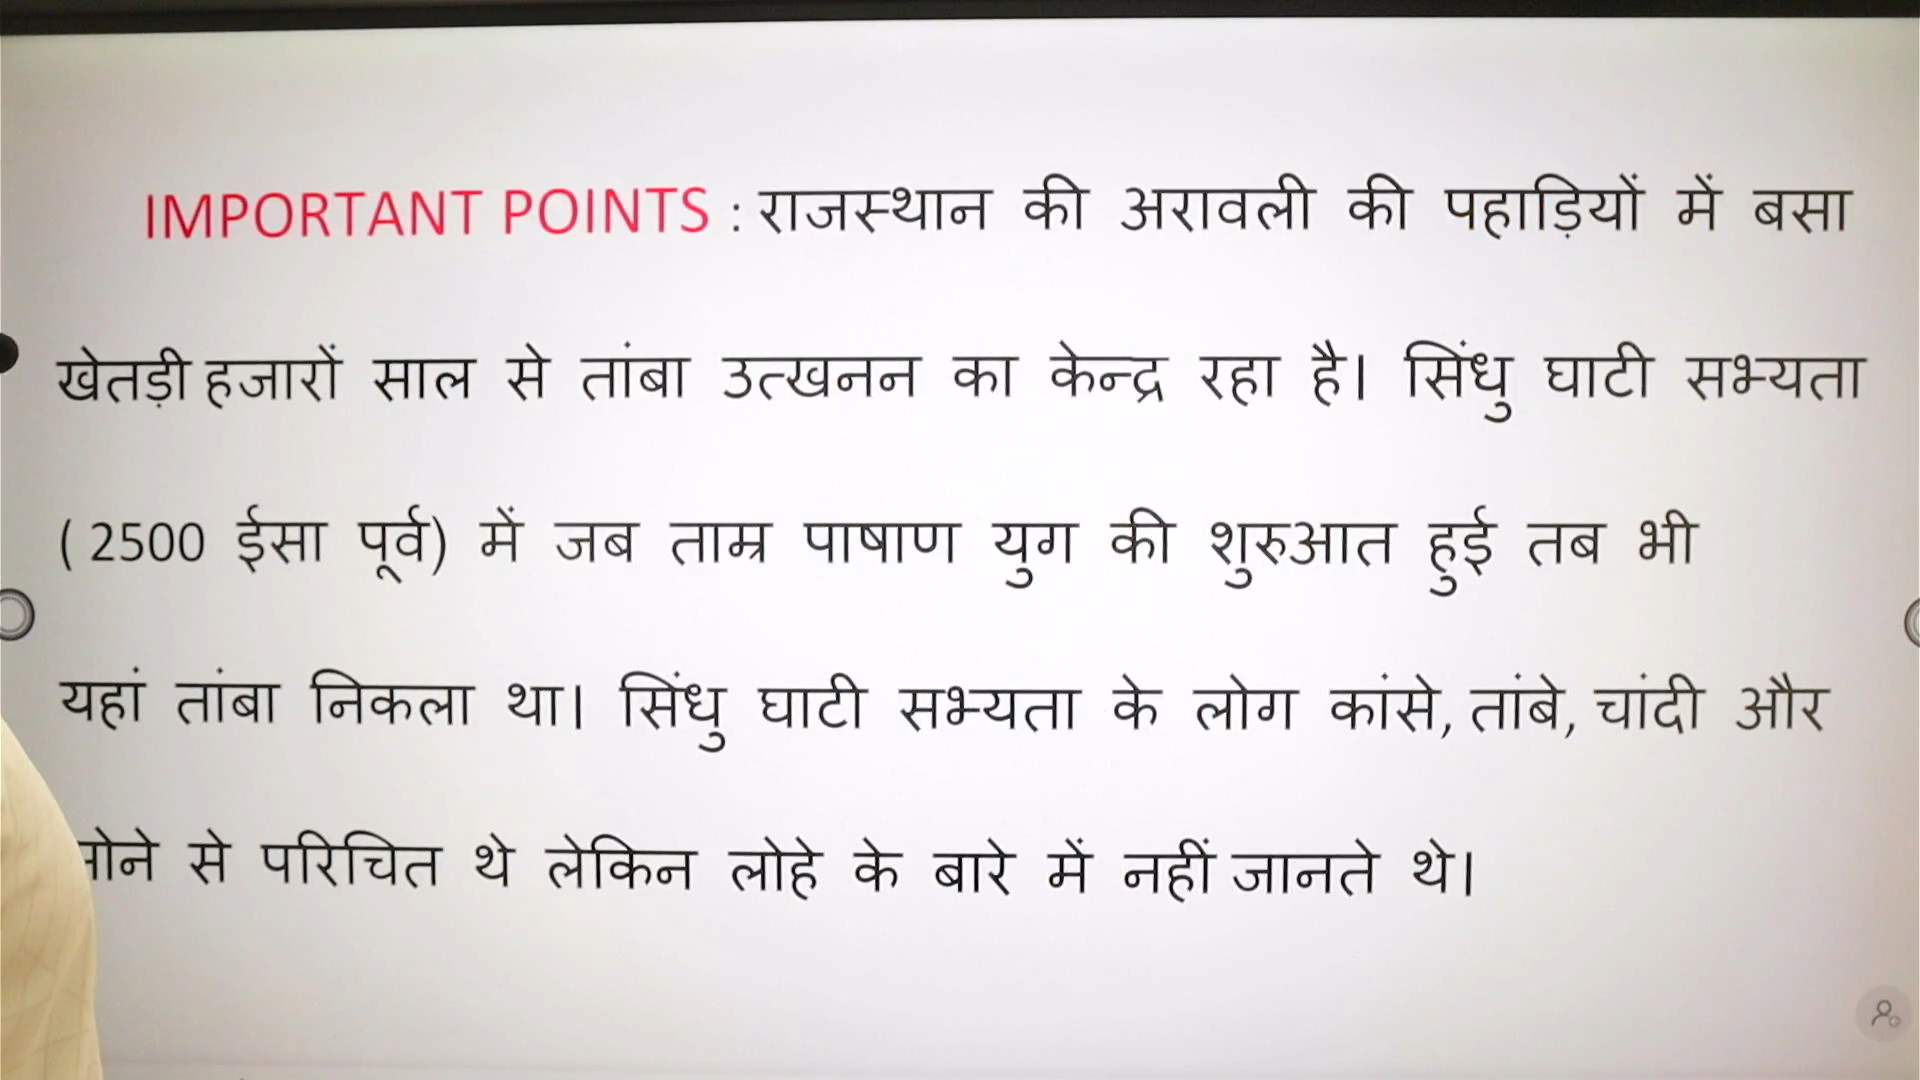 IMPORTANT POINTS : राजस्थान की अरावली की पहाड़ियों में बसा
खेतड़ी हजारों साल से तांबा उत्खनन का केन्द्र रहा है। सिंधु घाटी सभ्यता
( 2500 ईसा पूर्व) में जब ताम्र पाषाण युग की शुरुआत हुई तब भी
यहां तांबा निकला था। सिंधु घाटी सभ्यता के लोग कांसे, तांबे, चांदी और
से परिचित थे लेकिन लोहे के बारे में नहीं जानते थे।